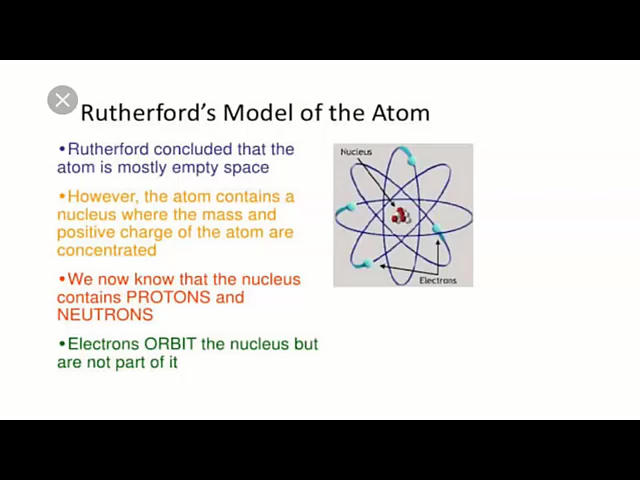 Rutherford's Model of the Atom
•Rutherford concluded that the
atom is mostly empty space
•However, the atom contains a
nucleus where the mass and
positive charge of the atom are
concentrated
•We now know that the nucleus
contains PROTONS and
NEUTRONS
•Electrons ORBIT the nucleus but
are not part of it
Nucleus
Electrons